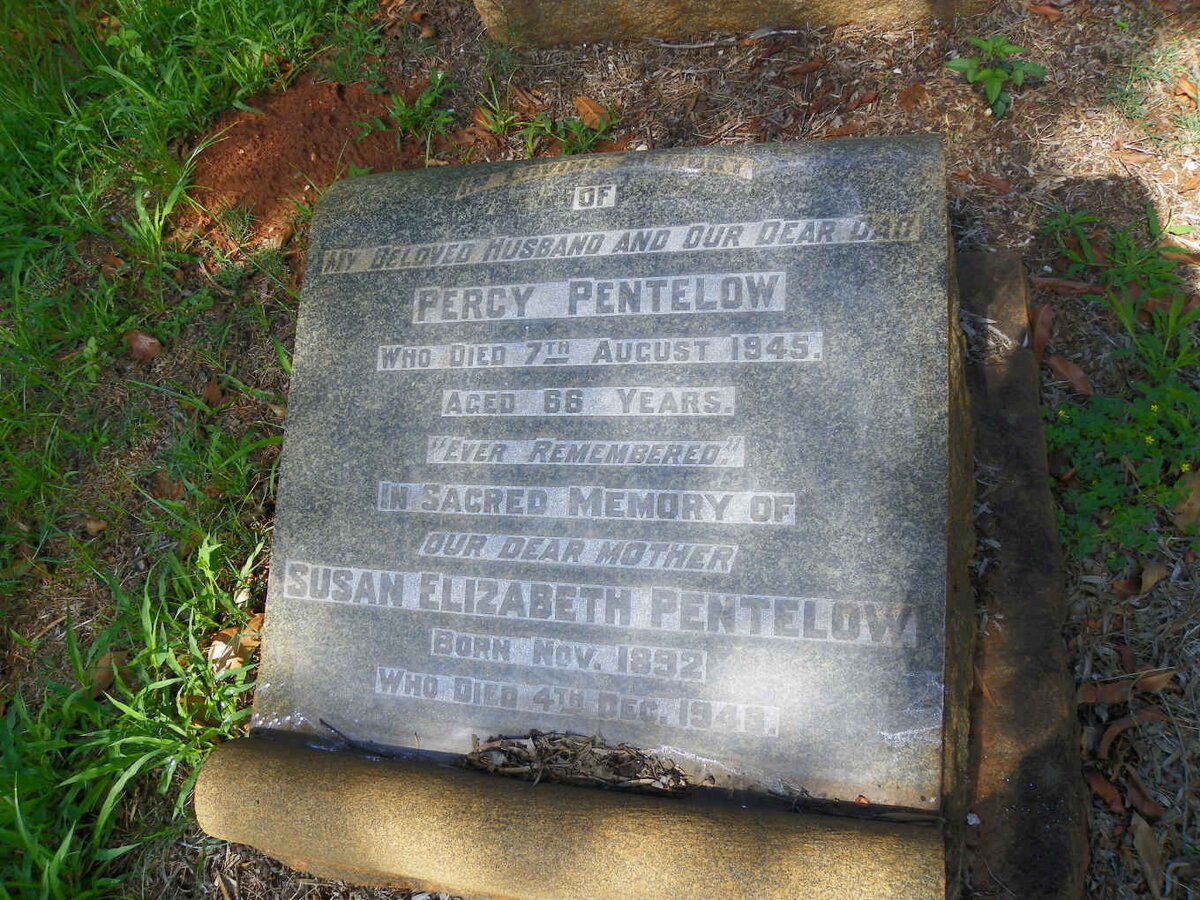 OF
MY BELOVED HUSBAND AND OUR DEAR DAD
PERCY PENTELOW
WHO DIED 7TH AUGUST 1945.
AGED 66 YEARS.
"EVER REMEMBERED."
IN SACRED MEMORY OF
OUR DEAR MOTHER
SUSAN ELIZABETH PENTELOW
BORN NOV. 1892
WHO DIED 4TH DEC.